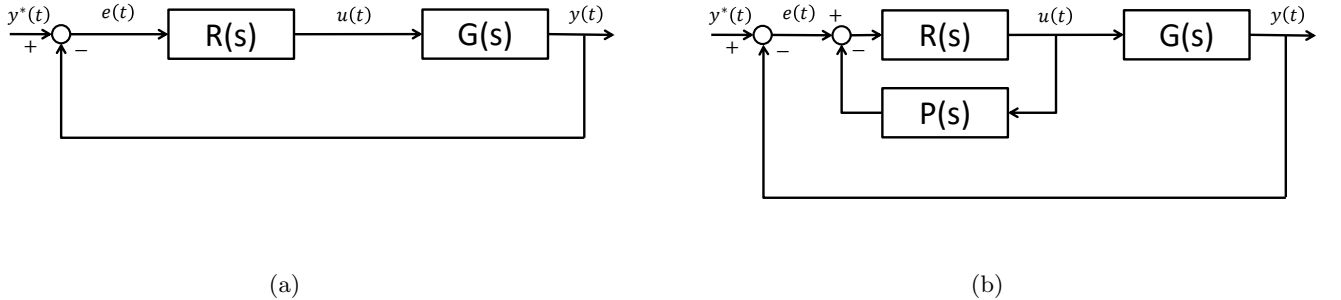 y*(t) e(t) R(s) u(t) G(s) y(t)
+ −
y*(t) e(t) + R(s) u(t) G(s) y(t)
+ − −
P(s)
(a)
(b)